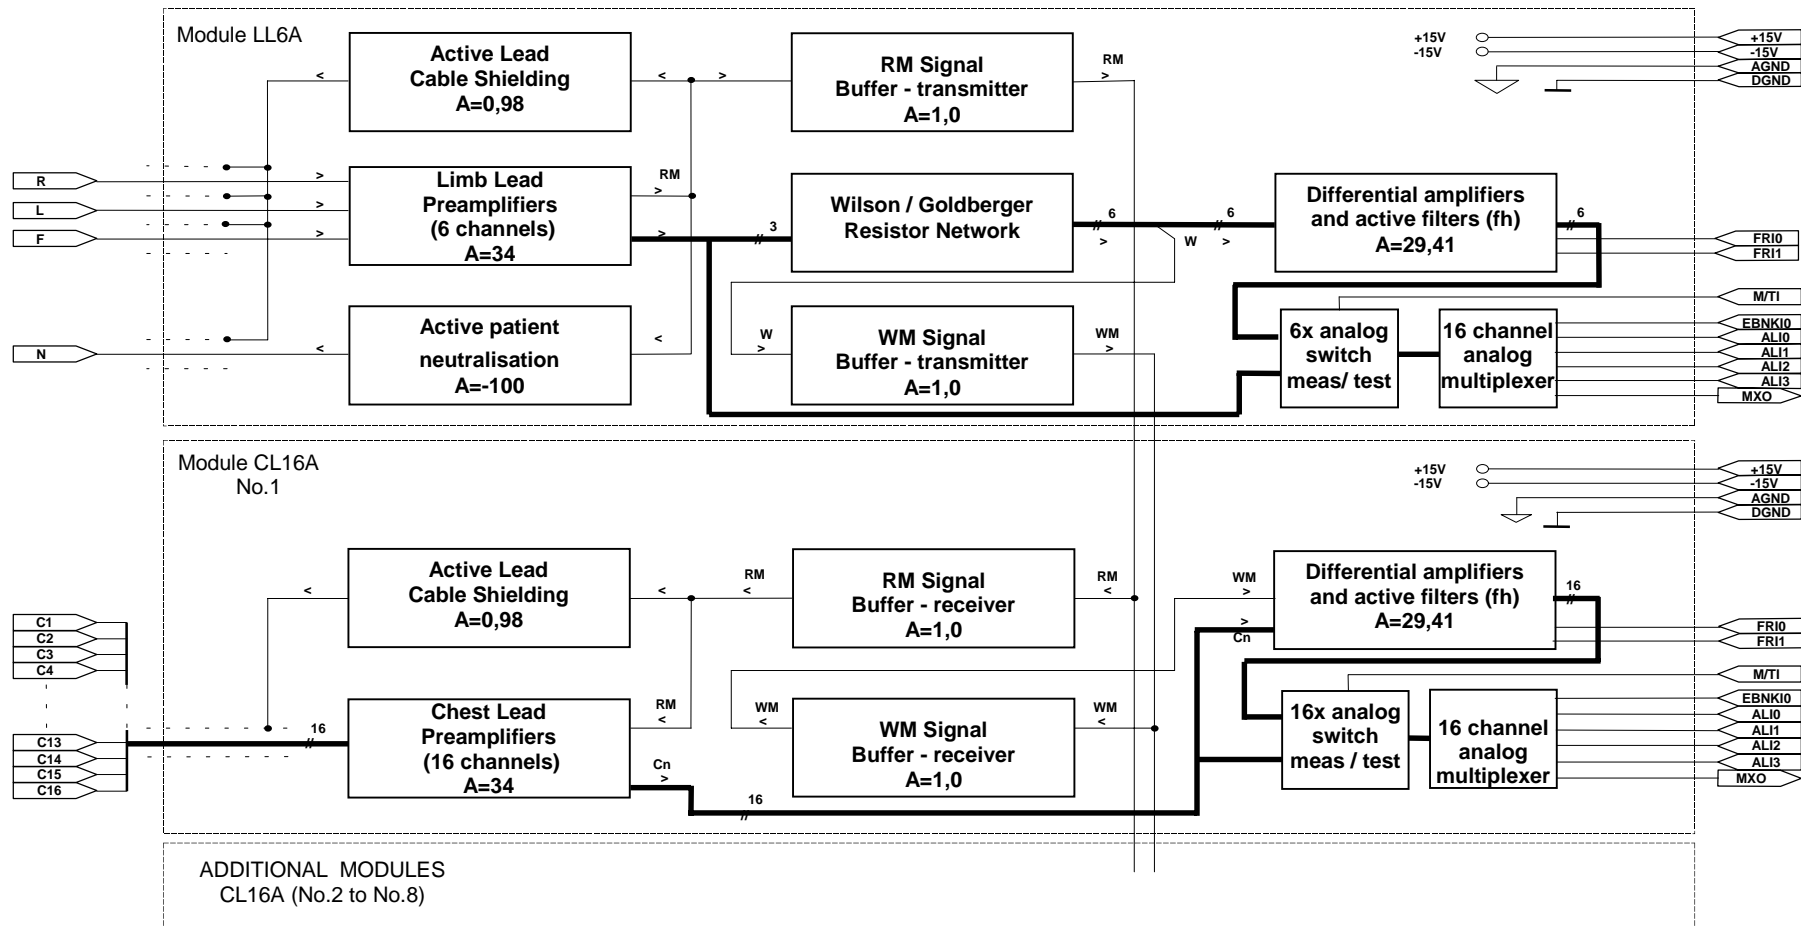 Module LL6A
Active Lead
Cable Shielding
A=0,98
RM Signal
Buffer - transmitter
A=1,0
RM
RM
+15V
-15V
+15V
-15V
AGND
DGND
R
L
F
N
Limb Lead
Preamplifiers
(6 channels)
A=34
RM
3
Wilson / Goldberger
Resistor Network
6
6
W
Differential amplifiers
and active filters (fh)
A=29,41
6
FRI0
FRI1
Active patient
neutralisation
A=-100
W
WM Signal
Buffer - transmitter
A=1,0
WM
6x analog
switch
meas/ test
16 channel
analog
multiplexer
M/TI
EBNKI0
ALI0
ALI1
ALI2
ALI3
MXO
Module CL16A
No.1
+15V
-15V
+15V
-15V
AGND
DGND
Active Lead
Cable Shielding
A=0,98
RM
RM Signal
Buffer - receiver
A=1,0
RM
WM
Cn
Differential amplifiers
and active filters (fh)
A=29,41
16
FRI0
FRI1
C1
C2
C3
C4
C13
C14
C15
C16
16
Chest Lead
Preamplifiers
(16 channels)
A=34
RM
Cn
16
WM
WM Signal
Buffer - receiver
A=1,0
WM
16x analog
switch
meas / test
16 channel
analog
multiplexer
M/TI
EBNKI0
ALI0
ALI1
ALI2
ALI3
MXO
ADDITIONAL MODULES
CL16A (No.2 to No.8)